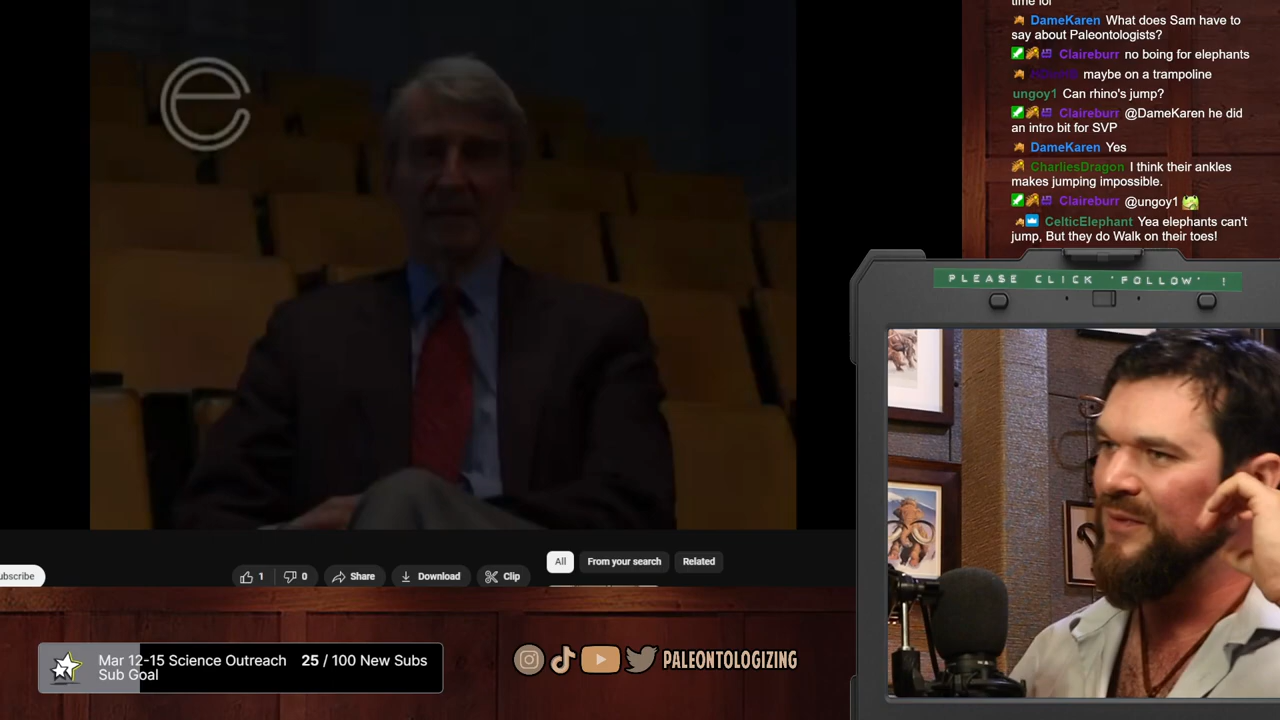 time lol
DameKaren What does Sam have to
say about Paleontologists?
Claireburr no boing for elephants
maybe on a trampoline
ungoy1 Can rhino's jump?
Claireburr @DameKaren he did
an intro bit for SVP
DameKaren Yes
CharliesDragon I think their ankles
makes jumping impossible.
Claireburr @ungoy1
CelticElephant Yea elephants can't
jump, But they do Walk on their toes!
PLEASE CLICK 'FOLLOW' !
e
ubscribe
1
0
Share
Download
Clip
All
From your search
Related
Mar 12-15 Science Outreach 25 / 100 New Subs
Sub Goal
PALEONTOLOGIZING